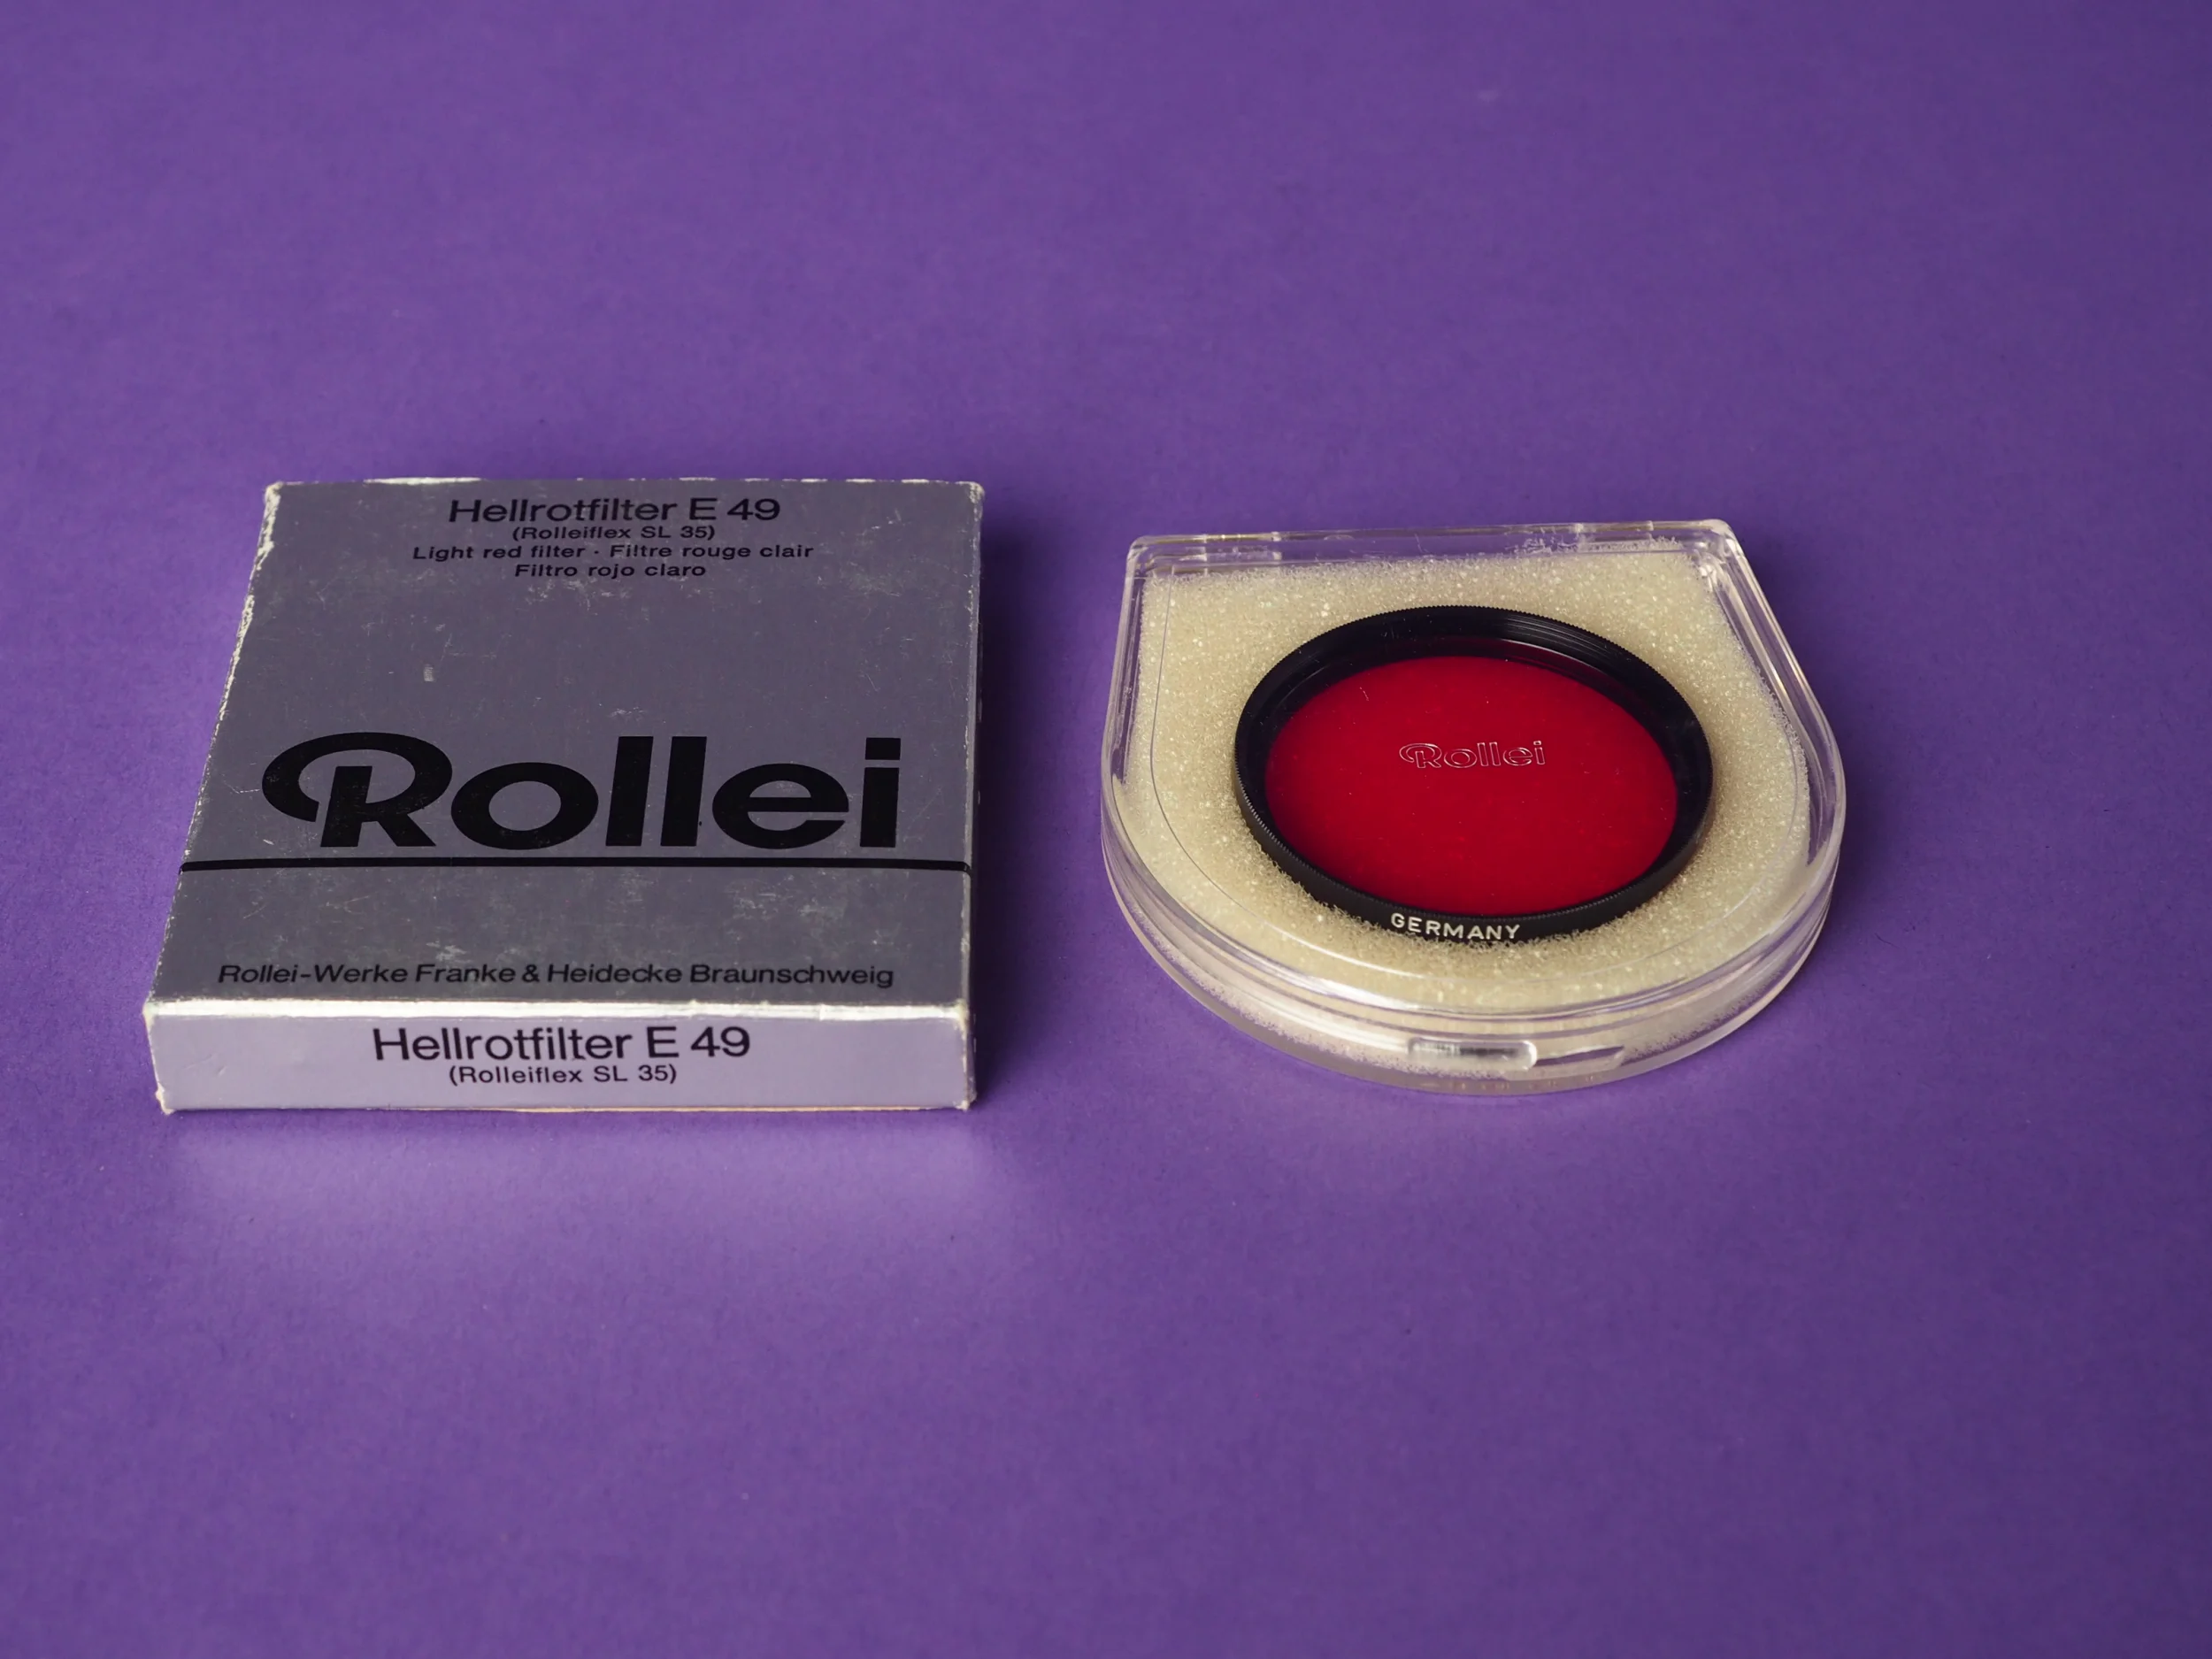 Hellrotfilter E 49
(Rolleiflex SL 35)
Light red filter · Filtre rouge clair
Filtro rojo claro
Rollei
Rollei-Werke Franke & Heidecke Braunschweig
Hellrotfilter E 49
(Rolleiflex SL 35)
Rollei
GERMANY